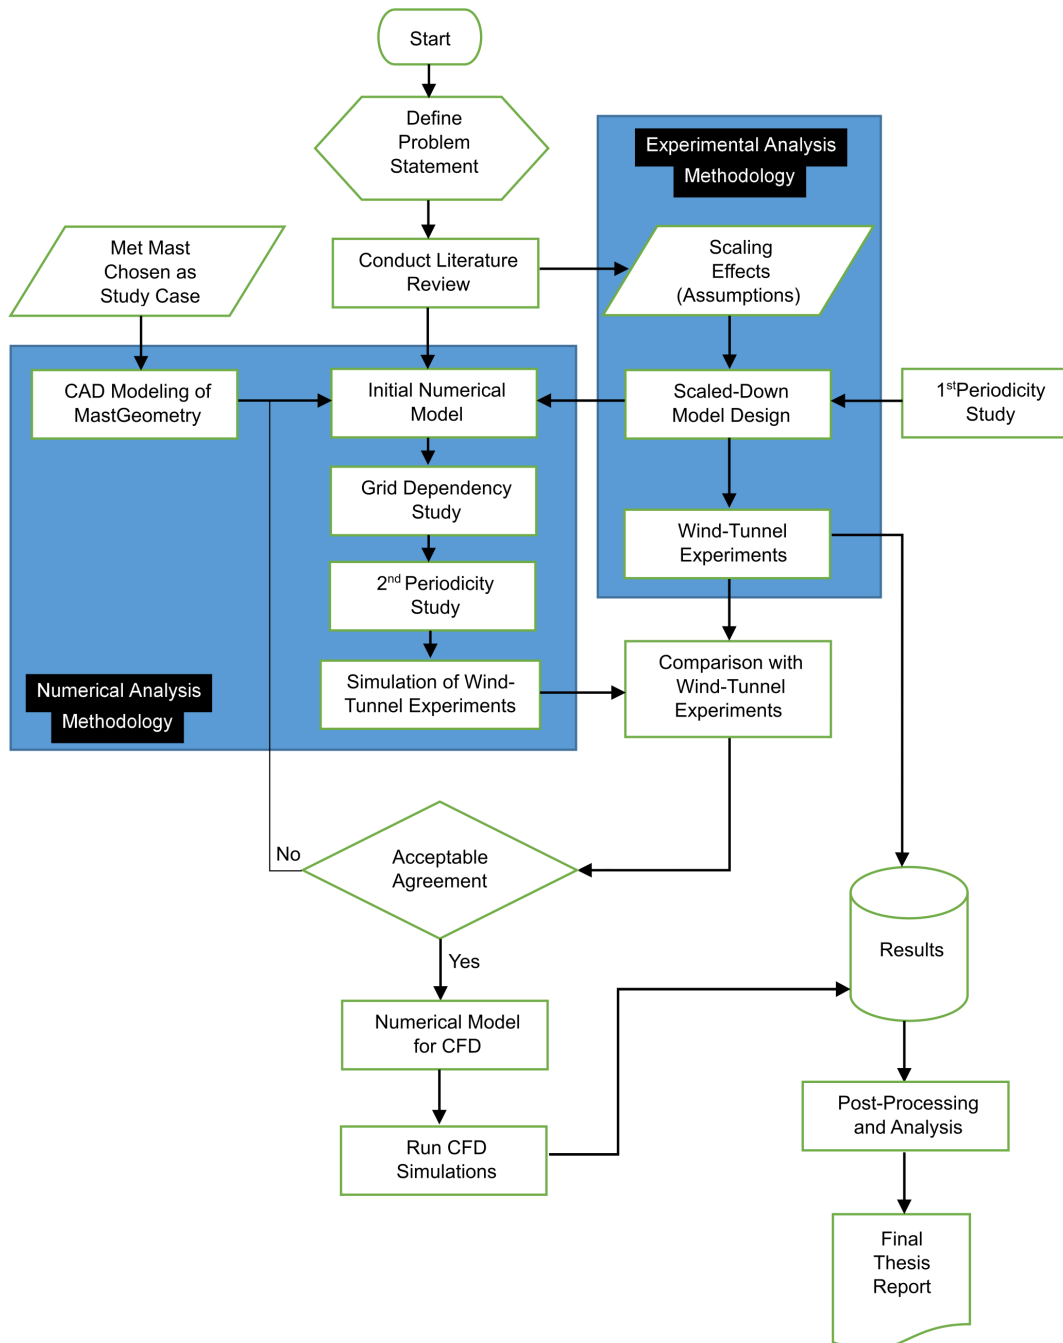 Start
Define
Problem
Statement
Experimental Analysis
Methodology
Met Mast
Chosen as
Study Case
Conduct Literature
Review
Scaling
Effects
(Assumptions)
CAD Modeling of
MastGeometry
Initial Numerical
Model
Scaled-Down
Model Design
1stPeriodicity
Study
Grid Dependency
Study
Wind-Tunnel
Experiments
2nd Periodicity
Study
Numerical Analysis
Methodology
Simulation of Wind-
Tunnel Experiments
Comparison with
Wind-Tunnel
Experiments
No
Acceptable
Agreement
Yes
Results
Numerical Model
for CFD
Post-Processing
and Analysis
Run CFD
Simulations
Final
Thesis
Report